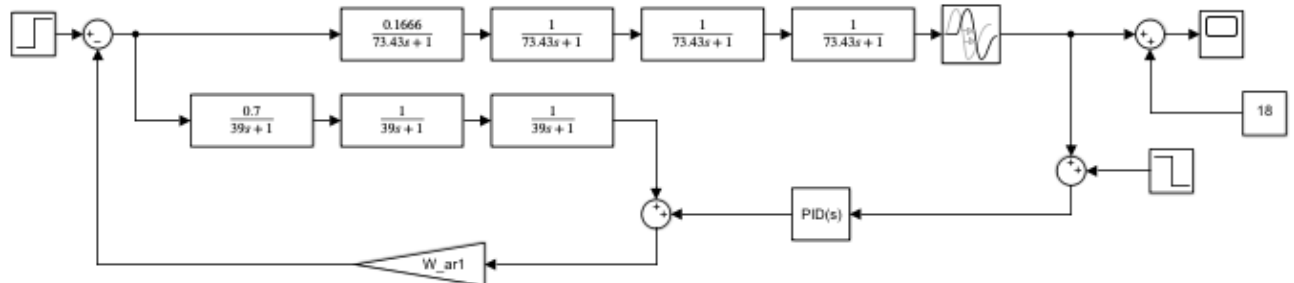 0.1666
73.43s + 1
1
73.43s + 1
1
73.43s + 1
1
73.43s + 1
18
0.7
39s + 1
1
39s + 1
1
39s + 1
PID(s)
W_ar1